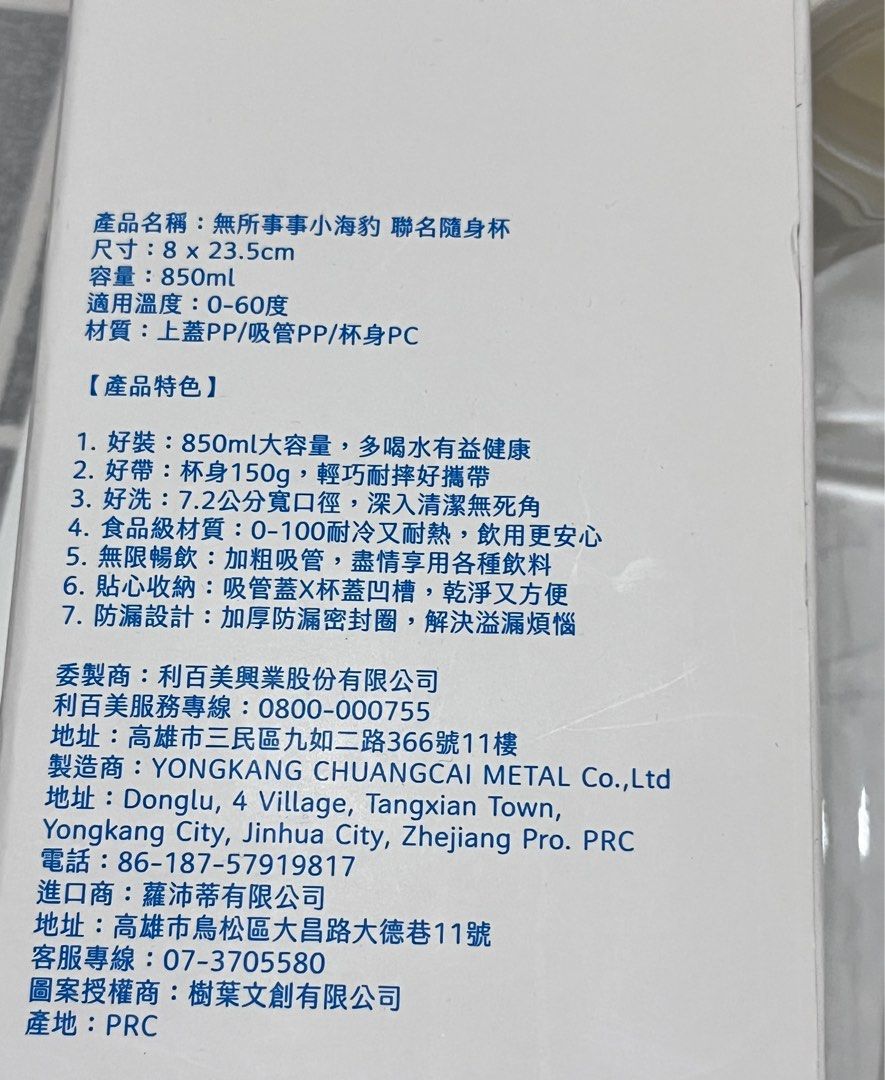 產品名稱：無所事事小海豹 聯名隨身杯
尺寸：8 x 23.5cm
容量：850ml
適用溫度：0-60度
材質：上蓋PP/吸管PP/杯身PC
【產品特色】
1. 好裝：850ml大容量，多喝水有益健康
2. 好帶：杯身150g，輕巧耐摔好攜帶
3. 好洗：7.2公分寬口徑，深入清潔無死角
4. 食品級材質：0-100耐冷又耐熱，飲用更安心
5. 無限暢飲：加粗吸管，盡情享用各種飲料
6. 貼心收納：吸管蓋X杯蓋凹槽，乾淨又方便
7. 防漏設計：加厚防漏密封圈，解決溢漏煩惱
委製商：利百美興業股份有限公司
利百美服務專線：0800-000755
地址：高雄市三民區九如二路366號11樓
製造商：YONGKANG CHUANGCAI METAL Co.,Ltd
地址：Donglu, 4 Village, Tangxian Town,
Yongkang City, Jinhua City, Zhejiang Pro. PRC
電話：86-187-57919817
進口商：蘿沛蒂有限公司
地址：高雄市鳥松區大昌路大德巷11號
客服專線：07-3705580
圖案授權商：樹葉文創有限公司
產地：PRC